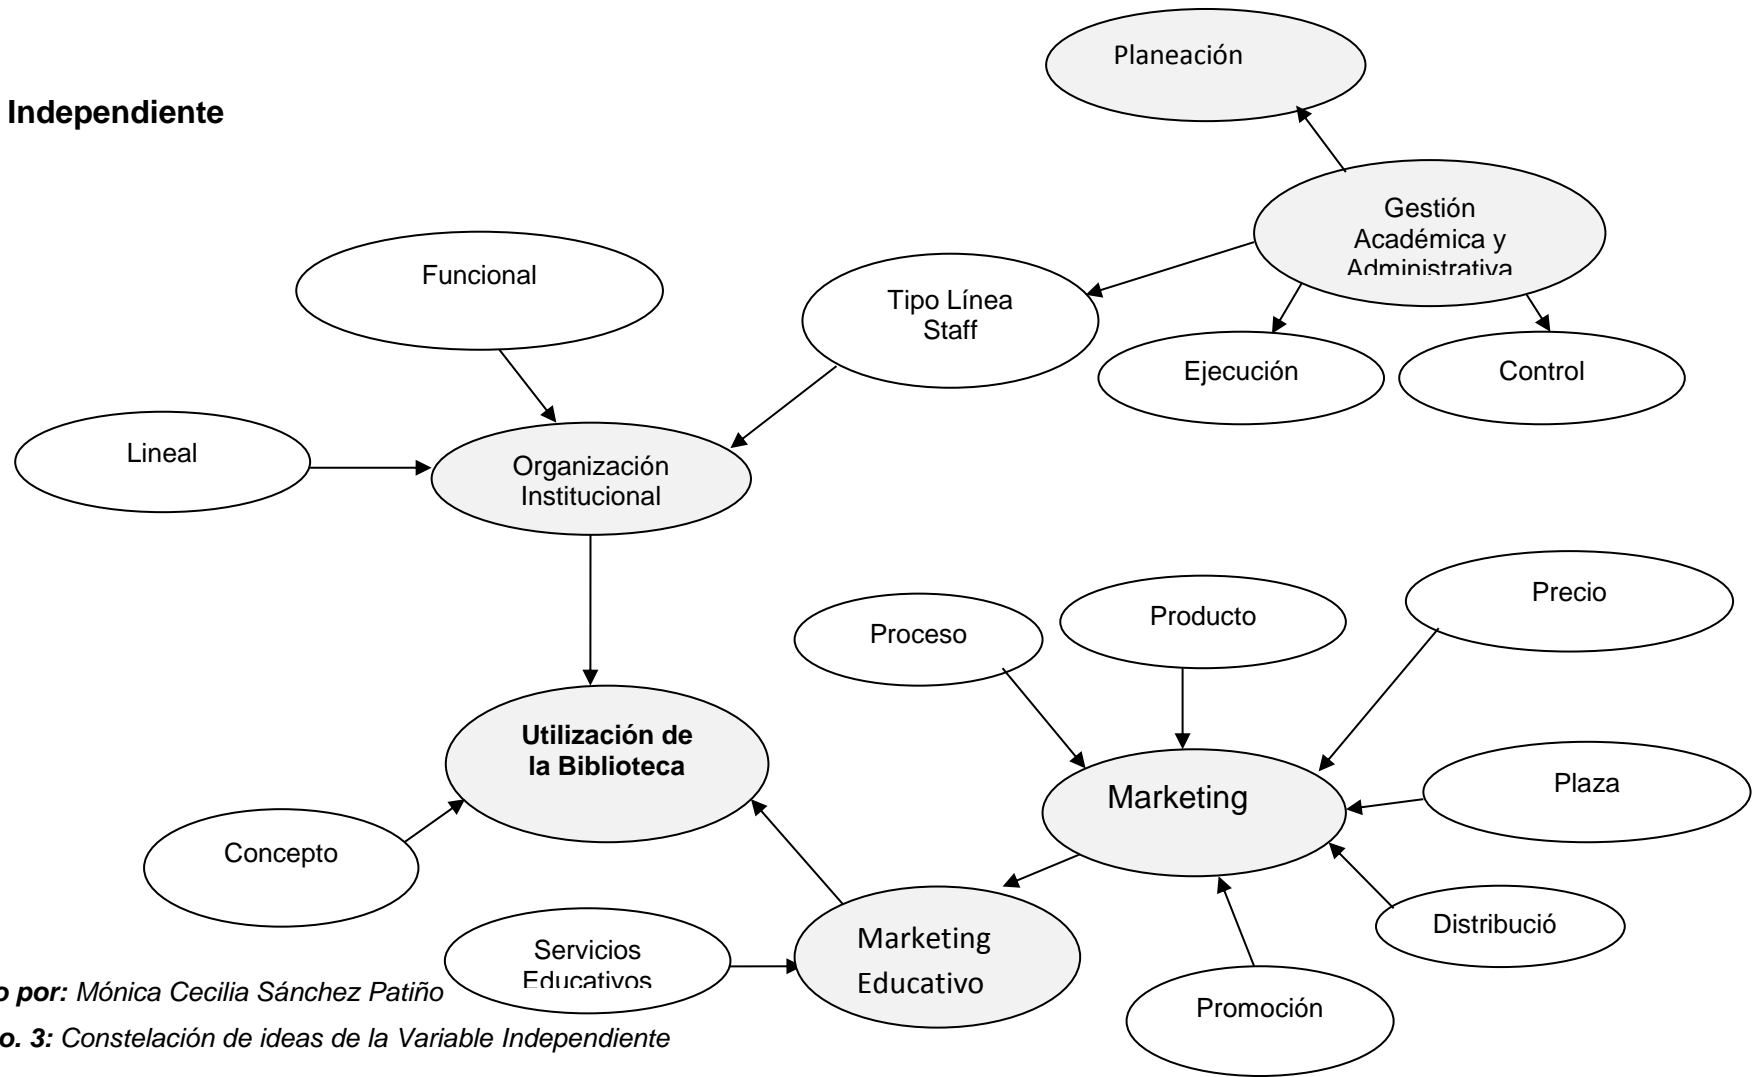 Planeación
Independiente
Gestión
Académica y
Administrativa
Funcional
Tipo Línea
Staff
Ejecución
Control
Lineal
Organización
Institucional
Precio
Producto
Proceso
Utilización de
la Biblioteca
Plaza
Marketing
Concepto
Distribució
Marketing
Educativo
Servicios
Educativos
Promoción
o por: Mónica Cecilia Sánchez Patiño
o. 3: Constelación de ideas de la Variable Independiente